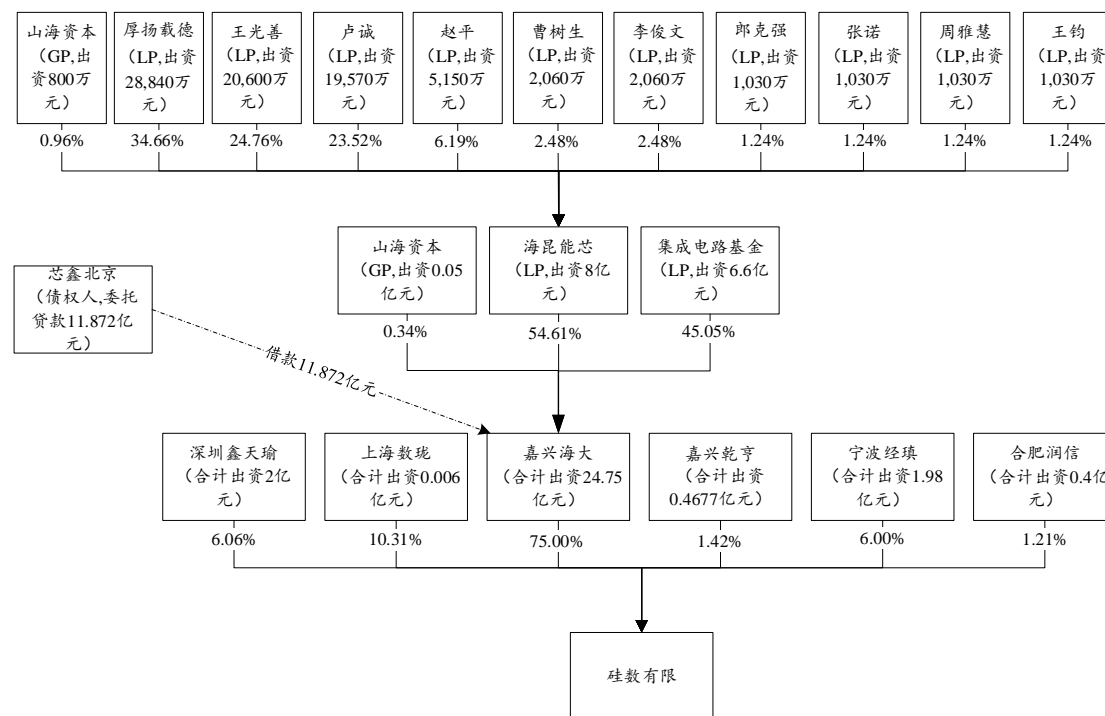 山海资本
（GP,出
资800万
元）
厚扬载德
（LP,出资
28,840万
元）
王光善
（LP,出资
20,600万
元）
卢诚
（LP,出资
19,570万
元）
赵平
（LP,出资
5,150万
元）
曹树生
（LP,出资
2,060万
元）
李俊文
（LP,出资
2,060万
元）
郎克强
（LP,出资
1,030万
元）
张诺
（LP,出资
1,030万
元）
周雅慧
（LP,出资
1,030万
元）
王钧
（LP,出资
1,030万
元）
0.96%
34.66%
24.76%
23.52%
6.19%
2.48%
2.48%
1.24%
1.24%
1.24%
1.24%
山海资本
（GP,出资0.05
亿元）
海昆能芯
（LP,出资8亿
元）
集成电路基金
（LP,出资6.6亿
元）
芯鑫北京
（债权人,委托
贷款11.872亿
元）
0.34%
54.61%
45.05%
借款11.872亿元
深圳鑫天瑜
（合计出资2亿
元）
上海数珑
（合计出资0.006
亿元）
嘉兴海大
（合计出资24.75
亿元）
嘉兴乾亨
（合计出资
0.4677亿元）
宁波经瑱
（合计出资1.98
亿元）
合肥润信
（合计出资0.4亿
元）
6.06%
10.31%
75.00%
1.42%
6.00%
1.21%
硅数有限